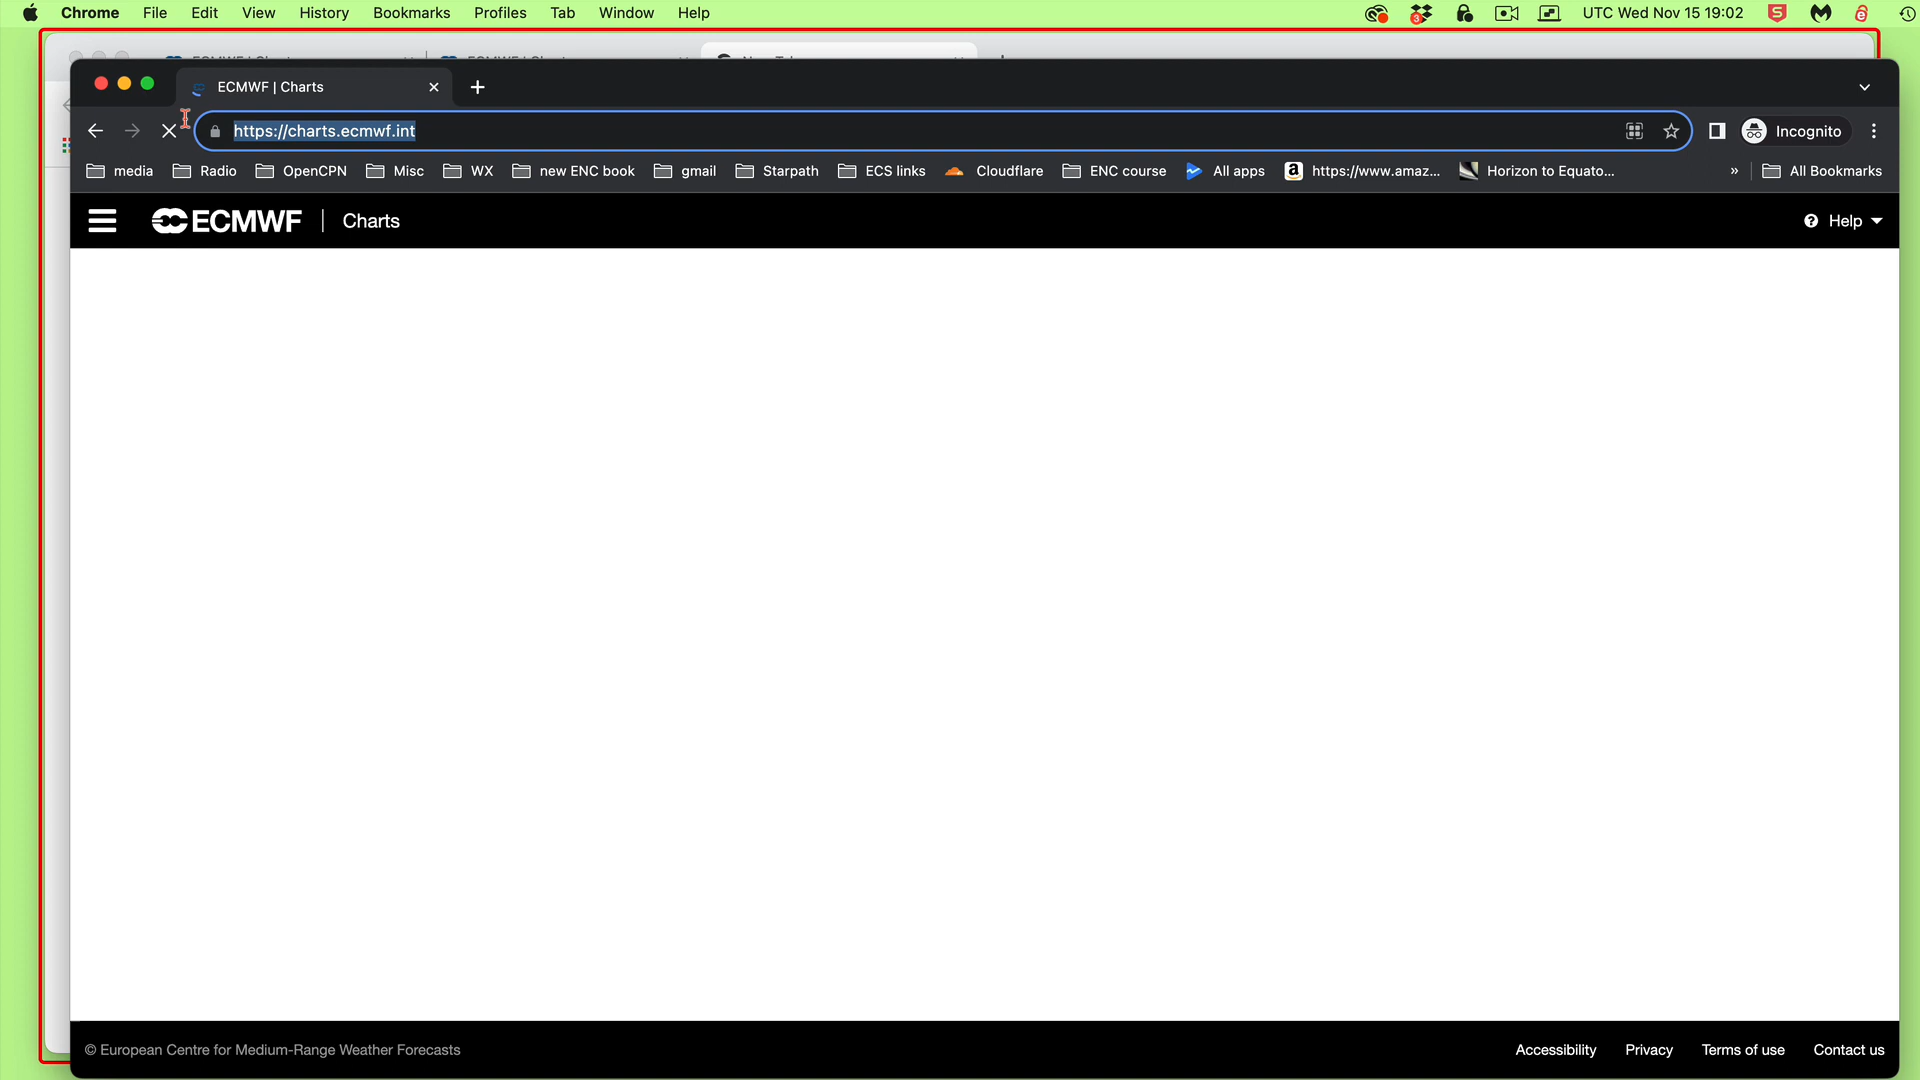 Chrome File Edit View History Bookmarks Profiles Tab Window Help
3
UTC Wed Nov 15 19:02
S
ECMWF | Charts
https://charts.ecmwf.int
Incognito
media Radio OpenCPN Misc WX new ENC book gmail Starpath ECS links Cloudflare ENC course All apps https://www.amaz... Horizon to Equato... » All Bookmarks
ECMWF Charts
Help
© European Centre for Medium-Range Weather Forecasts
Accessibility Privacy Terms of use Contact us